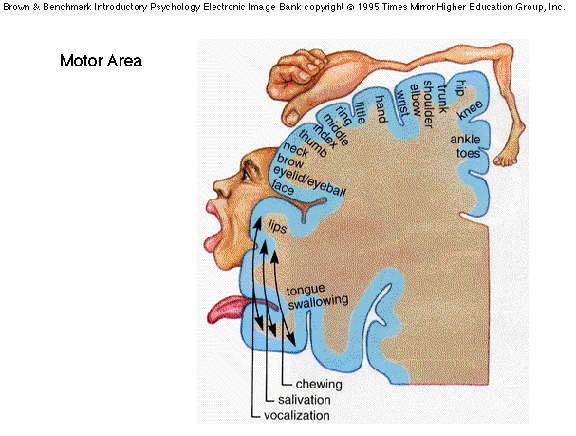 Brown & Benchmark Introductory Psychology Electronic Image Bank copyright © 1995 Times Mirror Higher Education Group, Inc.
Motor Area
toes
ankle
knee
hip
trunk
shoulder
elbow
wrist
hand
little
ring
middle
index
thumb
neck
brow
eyelid/eyeball
face
lips
tongue
swallowing
chewing
salivation
vocalization